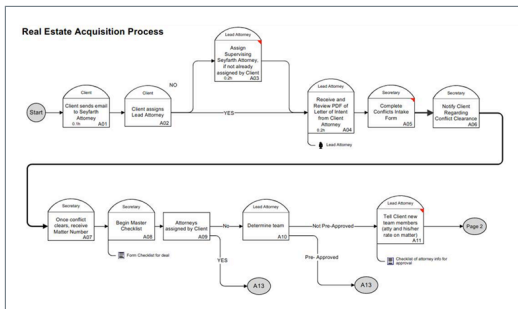 Real Estate Acquisition Process
Lead Attorney
Assign
Supervising
Seyfarth Attorney,
if not already
assigned by Client
0.2h
A03
NO
YES
Start
Client
Client sends email
to Seyfarth
Attorney
0.1h
A01
Client
Client assigns
Lead Attorney
A02
Lead Attorney
Receive and
Review PDF of
Letter of Intent
from Client
Attorney
0.2h
A04
Lead Attorney
Secretary
Complete
Conflicts Intake
Form
A05
Secretary
Notify Client
Regarding
Conflict Clearance
A06
Secretary
Once conflict
clears, receive
Matter Number
A07
Secretary
Begin Master
Checklist
A08
Form Checklist for deal
Attorneys
assigned by Client
A09
No
YES
A13
Lead Attorney
Determine team
A10
Not Pre-Approved
Pre- Approved
A13
Lead Attorney
Tell Client new
team members
(atty and his/her
rate on matter)
A11
Checklist of attorney info for
approval
Page 2